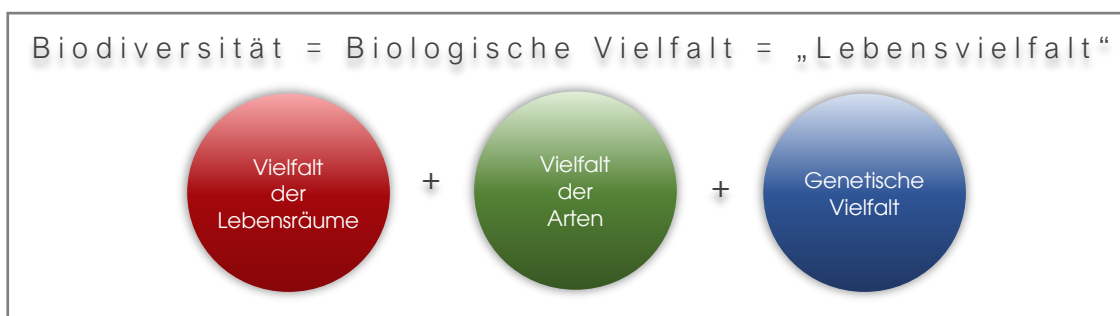 Biodiversität = Biologische Vielfalt = „Lebensvielfalt“
Vielfalt
der
Lebensräume
+
Vielfalt
der
Arten
+
Genetische
Vielfalt